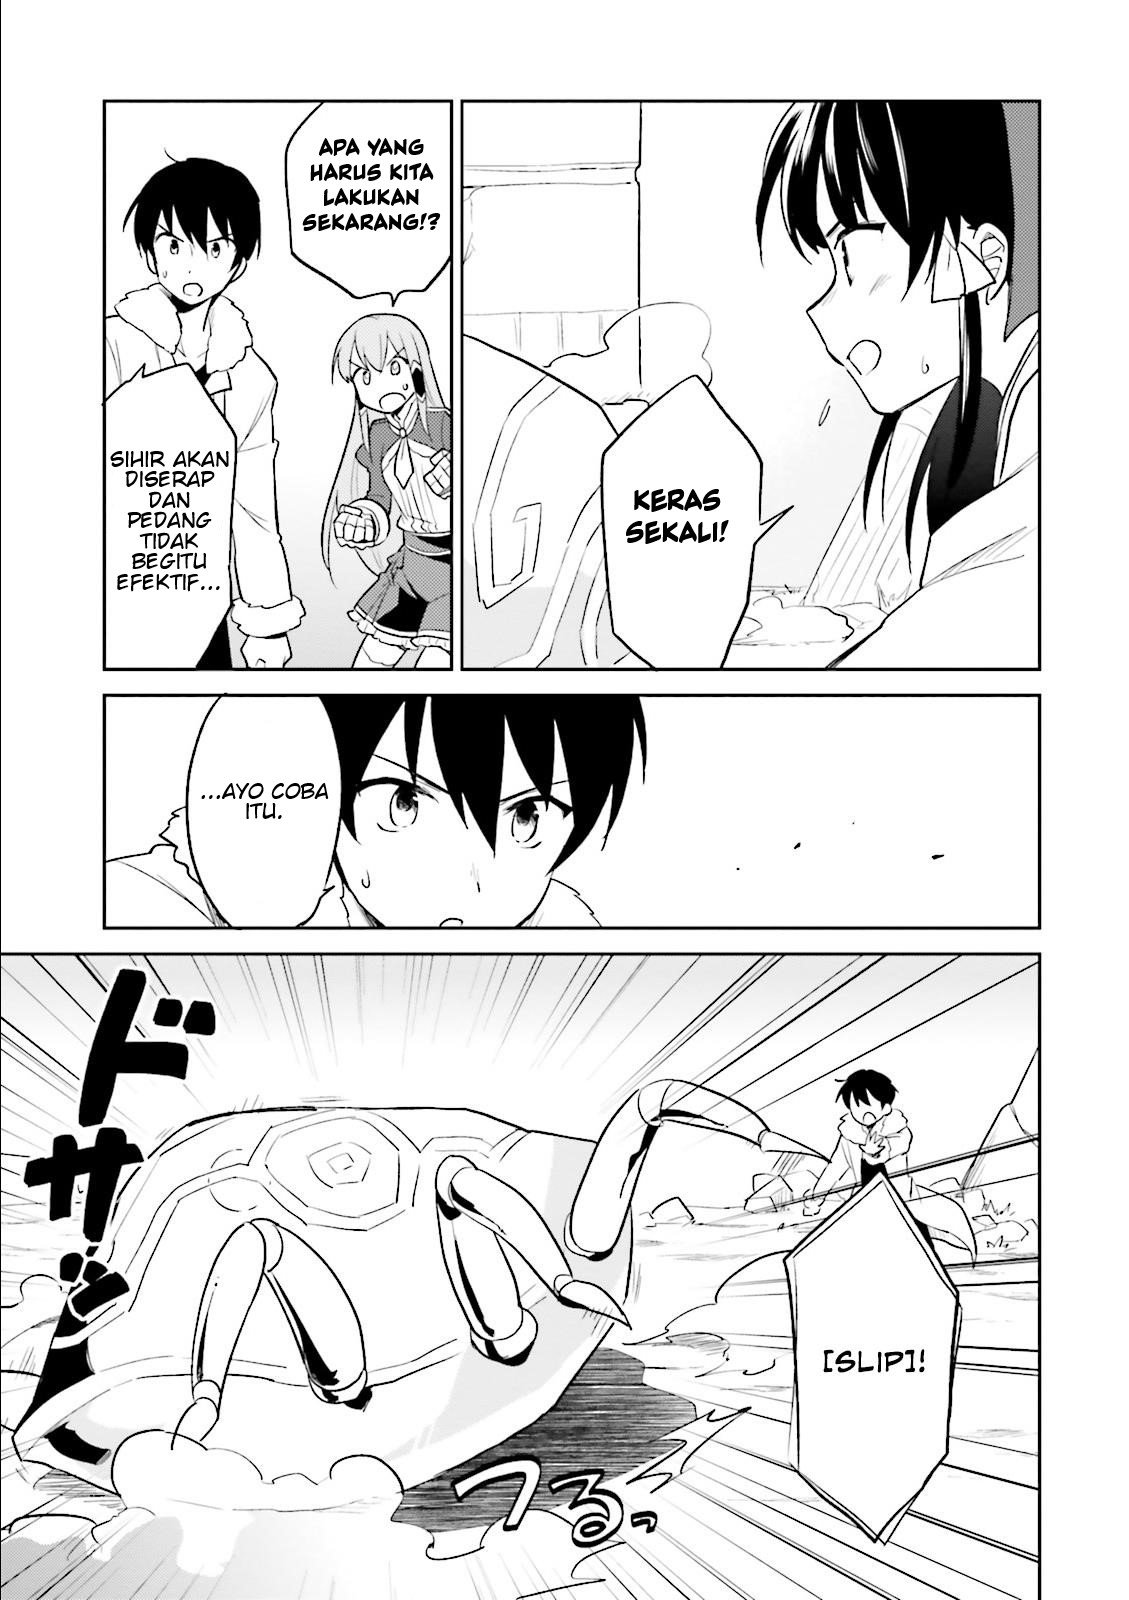 KERAS
SEKALI!
APA YANG
HARUS KITA
LAKUKAN
SEKARANG!?
SIHIR AKAN
DISERAP
DAN
PEDANG
TIDAK
BEGITU
EFEKTIF...
...AYO COBA
ITU.
[SLIP]!
ドサッ
つるっ